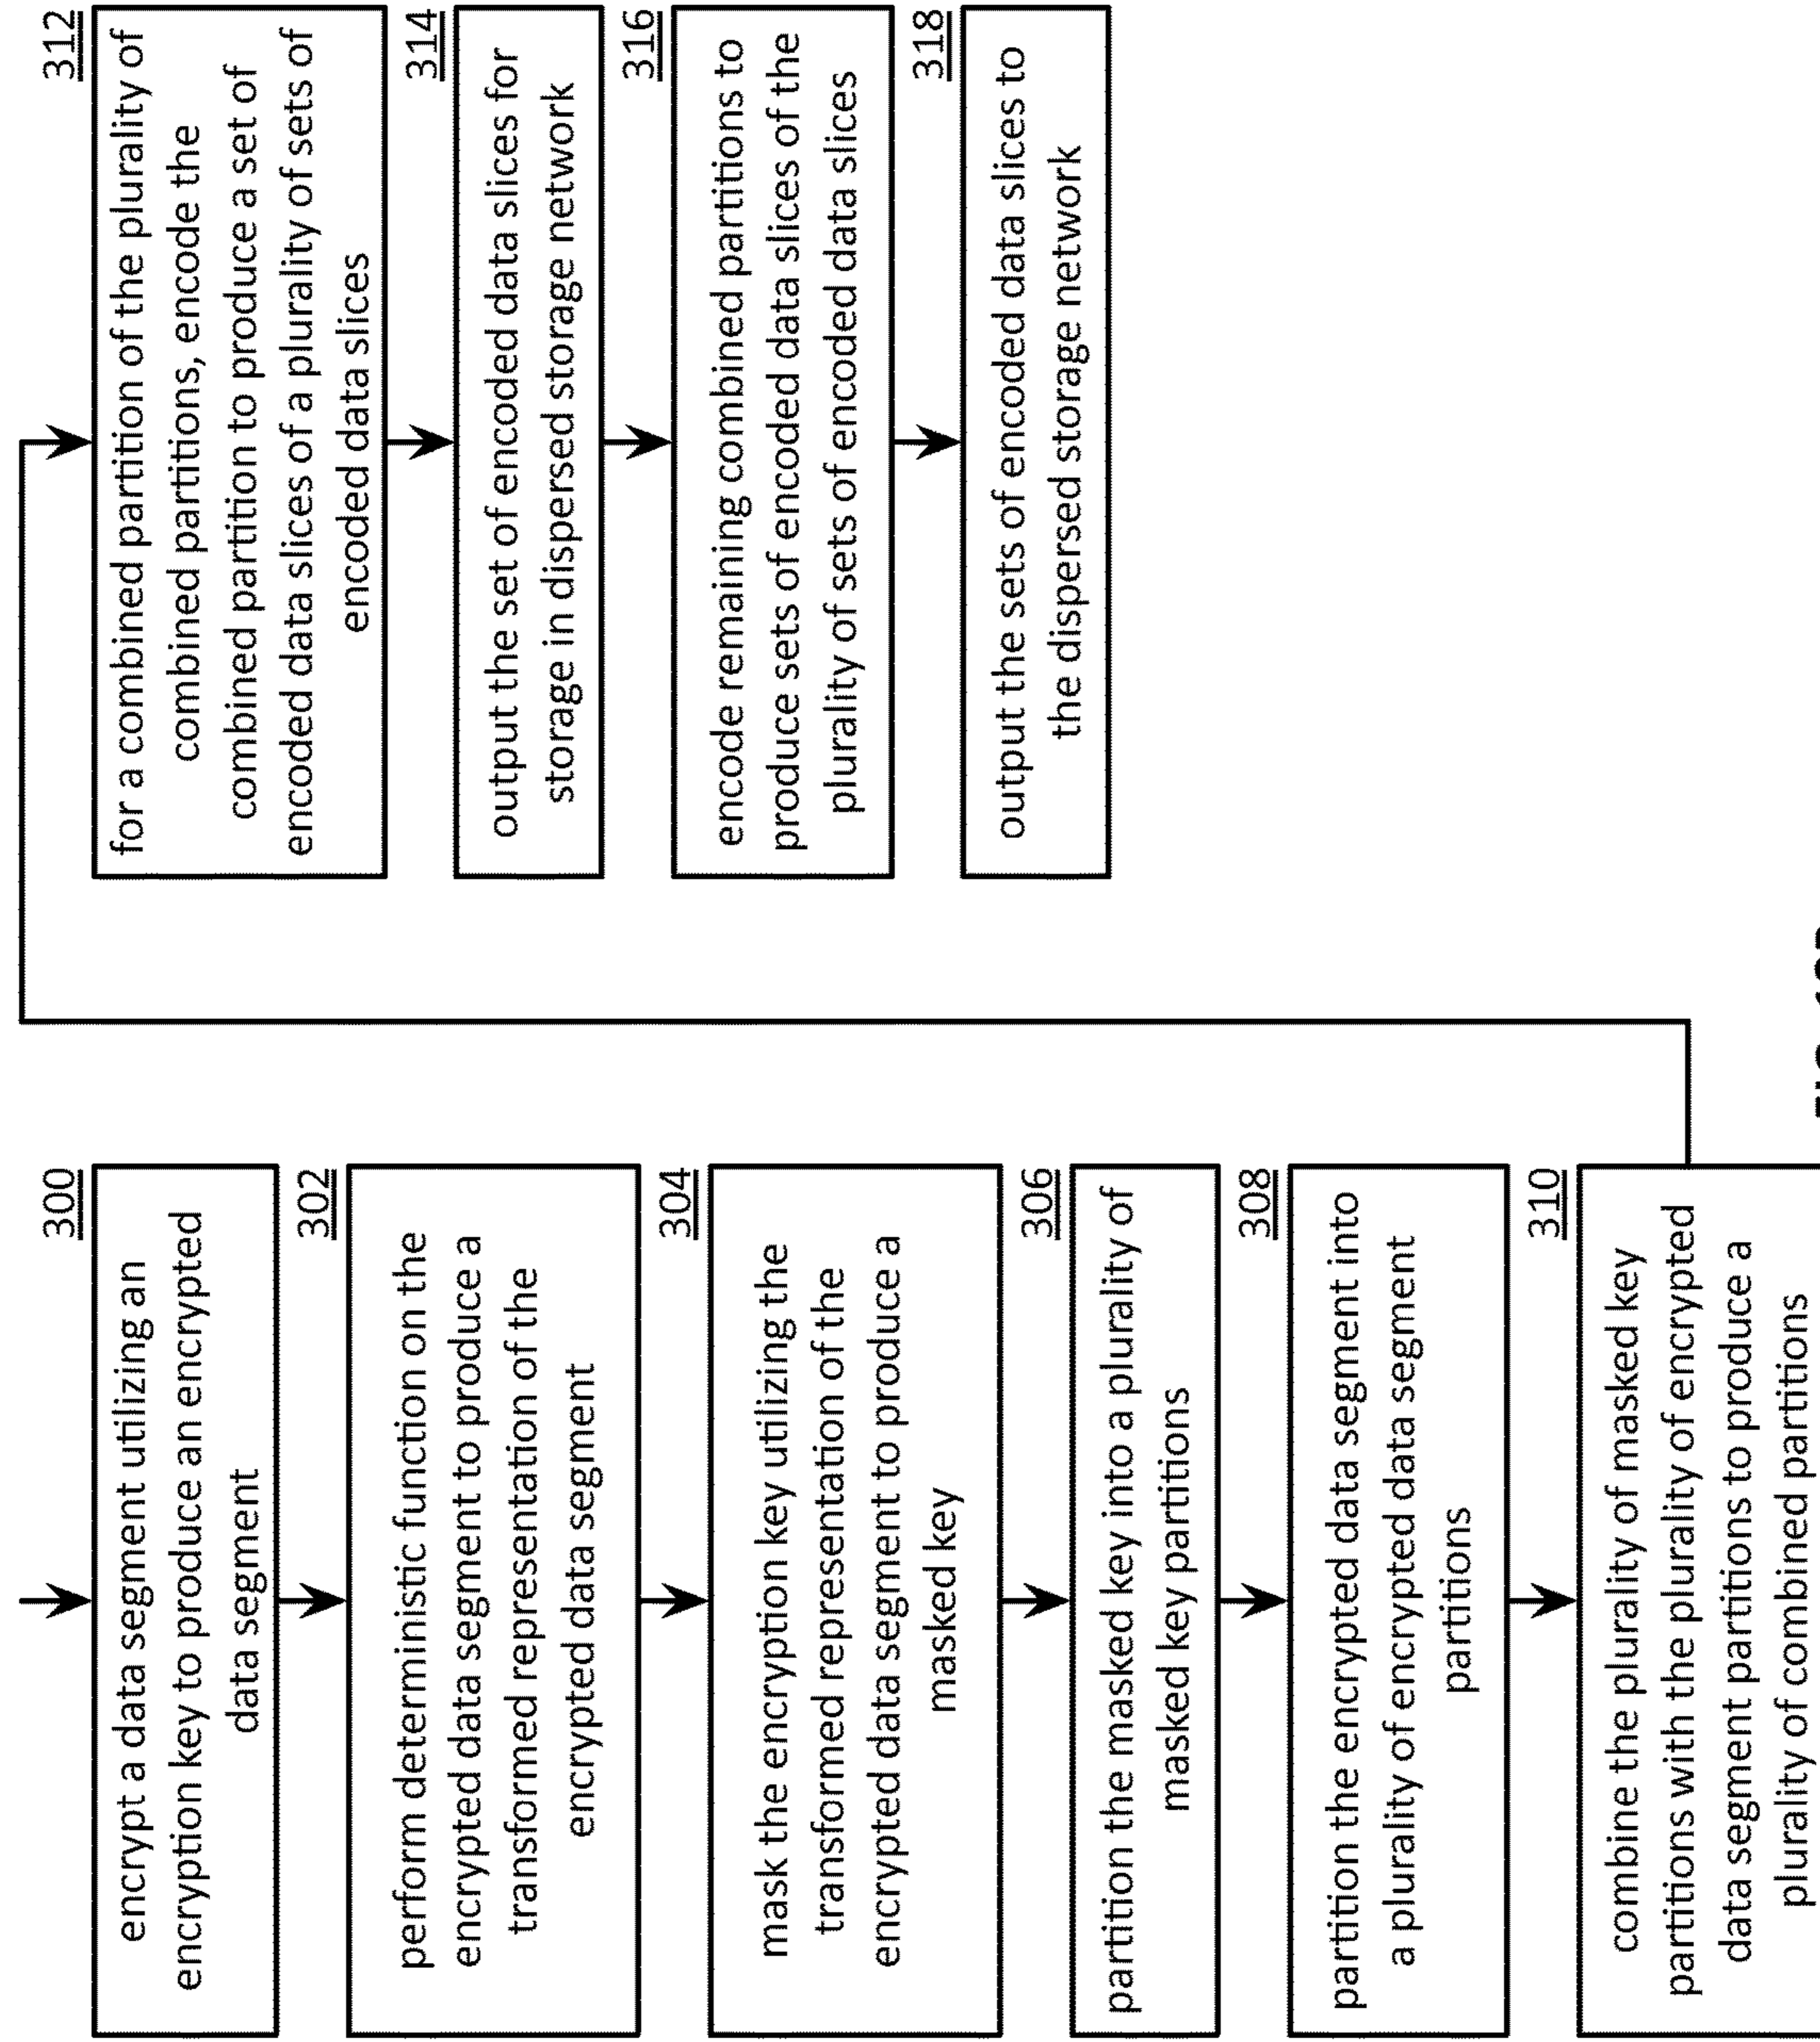 300
encrypt a data segment utilizing an
encryption key to produce an encrypted
data segment
302
perform deterministic function on the
encrypted data segment to produce a
transformed representation of the
encrypted data segment
304
mask the encryption key utilizing the
transformed representation of the
encrypted data segment to produce a
masked key
306
partition the masked key into a plurality of
masked key partitions
308
partition the encrypted data segment into
a plurality of encrypted data segment
partitions
310
combine the plurality of masked key
partitions with the plurality of encrypted
data segment partitions to produce a
plurality of combined partitions
312
for a combined partition of the plurality of
combined partitions, encode the
combined partition to produce a set of
encoded data slices of a plurality of sets of
encoded data slices
314
output the set of encoded data slices for
storage in dispersed storage network
316
encode remaining combined partitions to
produce sets of encoded data slices of the
plurality of sets of encoded data slices
318
output the sets of encoded data slices to
the dispersed storage network